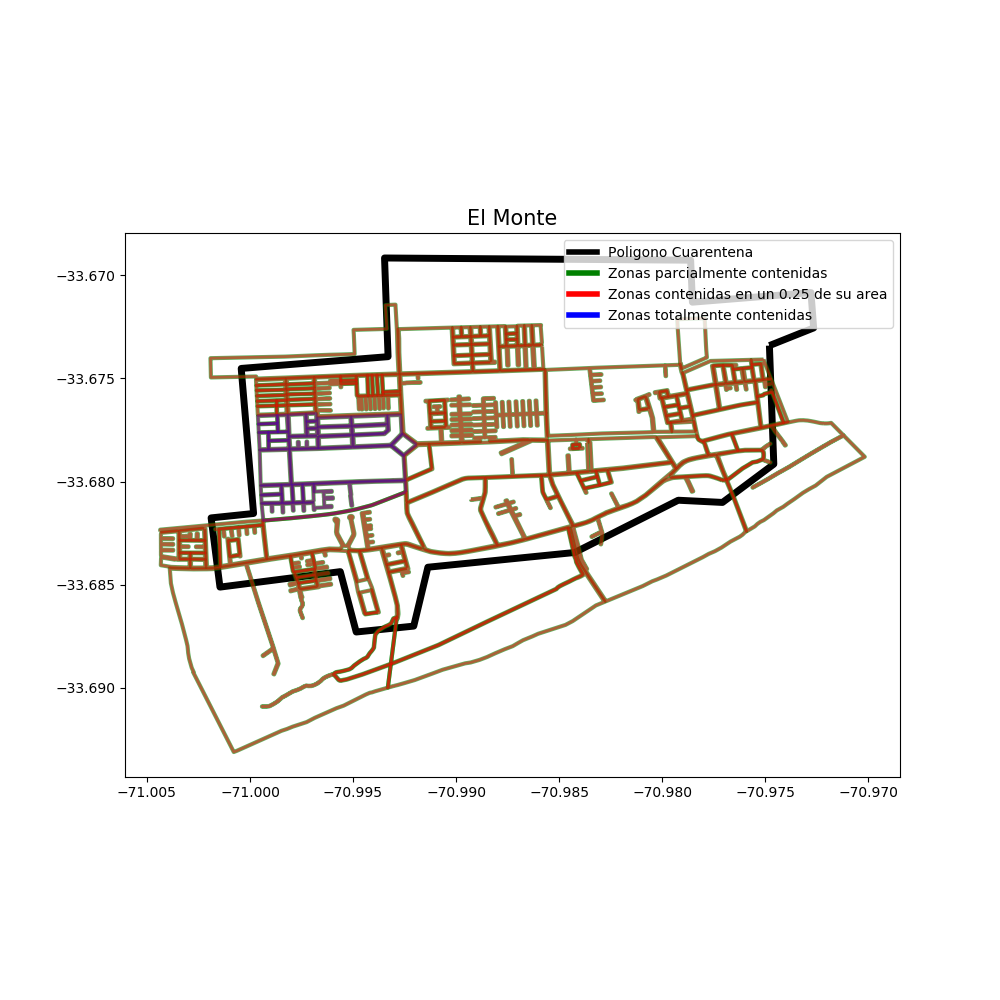 El Monte
Poligono Cuarentena
Zonas parcialmente contenidas
Zonas contenidas en un 0.25 de su area
Zonas totalmente contenidas
−33.670
−33.675
−33.680
−33.685
−33.690
−71.005 −71.000 −70.995 −70.990 −70.985 −70.980 −70.975 −70.970